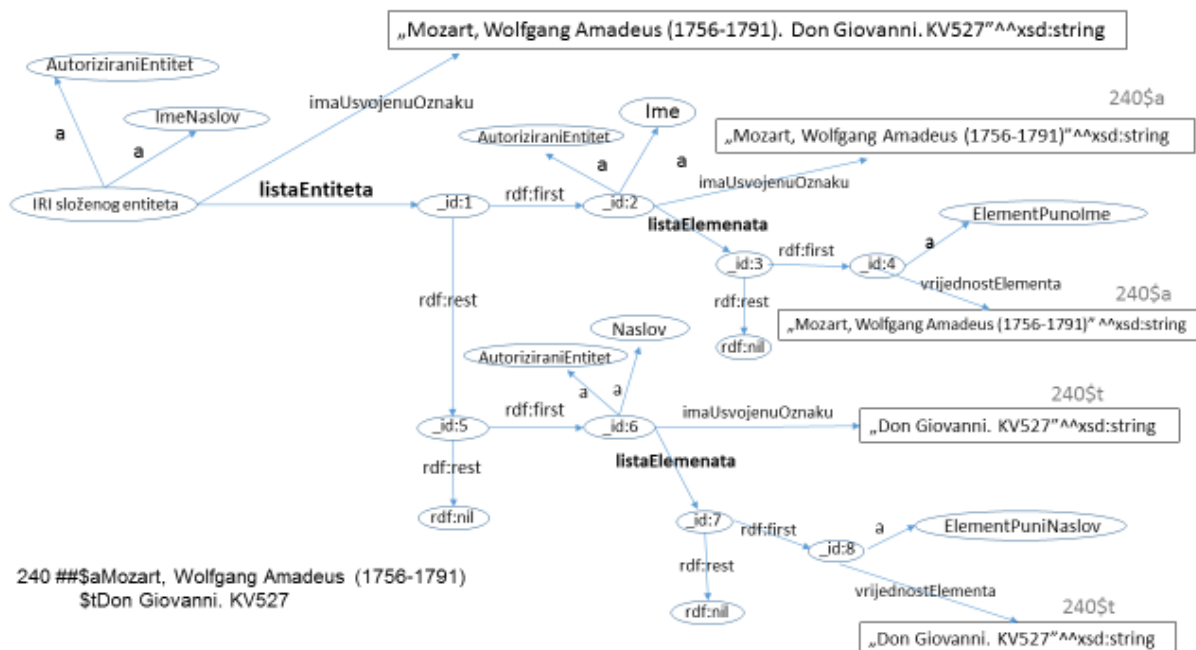 „Mozart, Wolfgang Amadeus (1756-1791). Don Giovanni. KV527”^^xsd:string
AutoriziraniEntitet
imaUsvojenuOznaku
ImeNaslov
Ime
240$a
a
AutoriziraniEntitet
„Mozart, Wolfgang Amadeus (1756-1791)”^^xsd:string
a
a
a
imaUsvojenuOznaku
listaEntiteta
IRI složenog entiteta
_id:1
rdf:first
_id:2
listaElemenata
ElementPunoIme
a
rdf:first
_id:3
_id:4
vrijednostElementa
rdf:rest
rdf:rest
240$a
„Mozart, Wolfgang Amadeus (1756-1791)” ^^xsd:string
Naslov
rdf:nil
AutoriziraniEntitet
a
a
240$t
rdf:first
imaUsvojenuOznaku
_id:5
_id:6
„Don Giovanni. KV527”^^xsd:string
listaElemenata
rdf:rest
rdf:nil
_id:7
rdf:first
a
ElementPuniNaslov
_id:8
240 ##$aMozart, Wolfgang Amadeus (1756-1791)
$tDon Giovanni. KV527
rdf:rest
vrijednostElementa
rdf:nil
240$t
„Don Giovanni. KV527”^^xsd:string